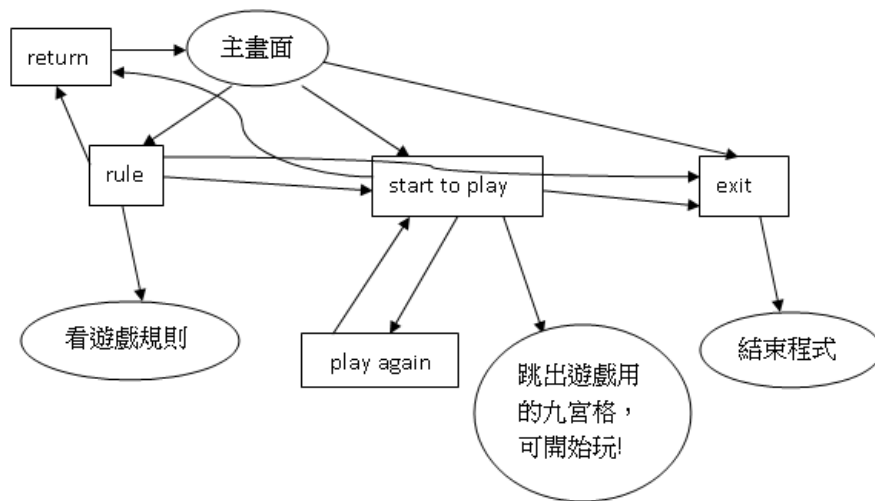 主畫面
return
rule
start to play
exit
看遊戲規則
play again
跳出遊戲用
的九宮格，
可開始玩!
結束程式